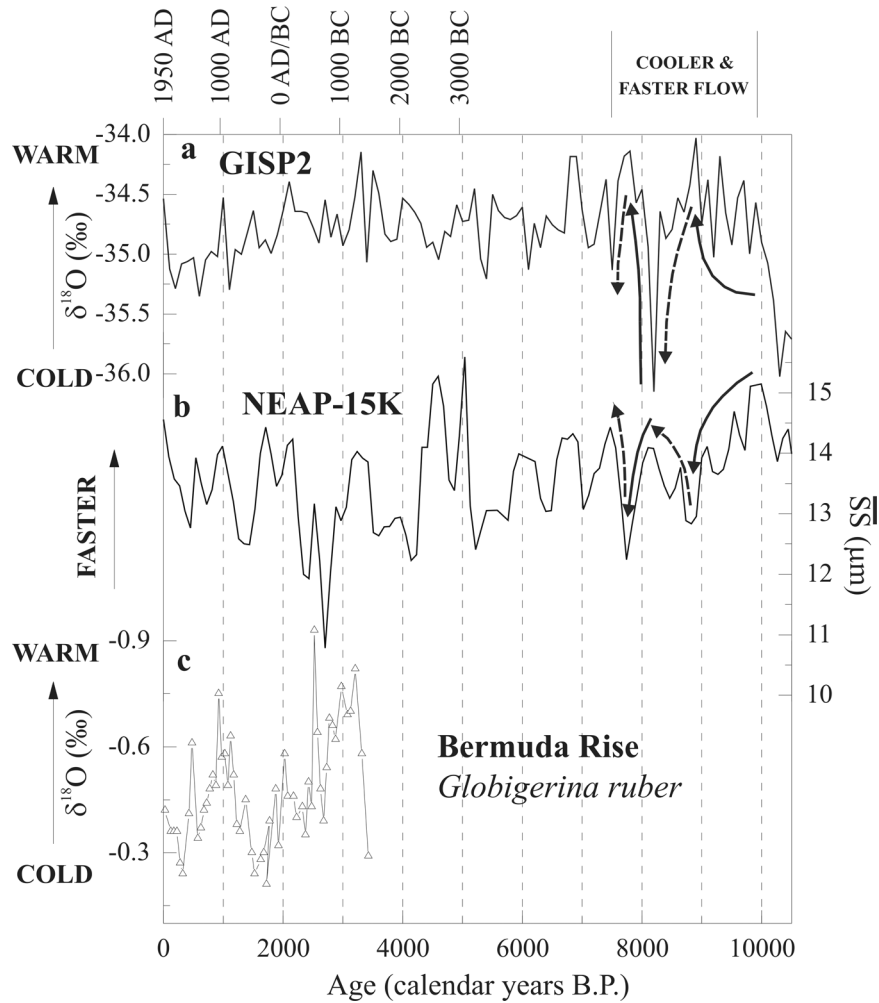 1950 AD
1000 AD
0 AD/BC
1000 BC
2000 BC
3000 BC
COOLER &
FASTER FLOW
WARM
COLD
δ¹⁸O (‰)
-34.0
-34.5
-35.0
-35.5
-36.0
a
GISP2
b
NEAP-15K
FASTER
15
14
13
12
11
10
SS (µm)
WARM
COLD
δ¹⁸O (‰)
-0.9
-0.6
-0.3
c
Bermuda Rise
Globigerina ruber
0
2000
4000
6000
8000
10000
Age (calendar years B.P.)